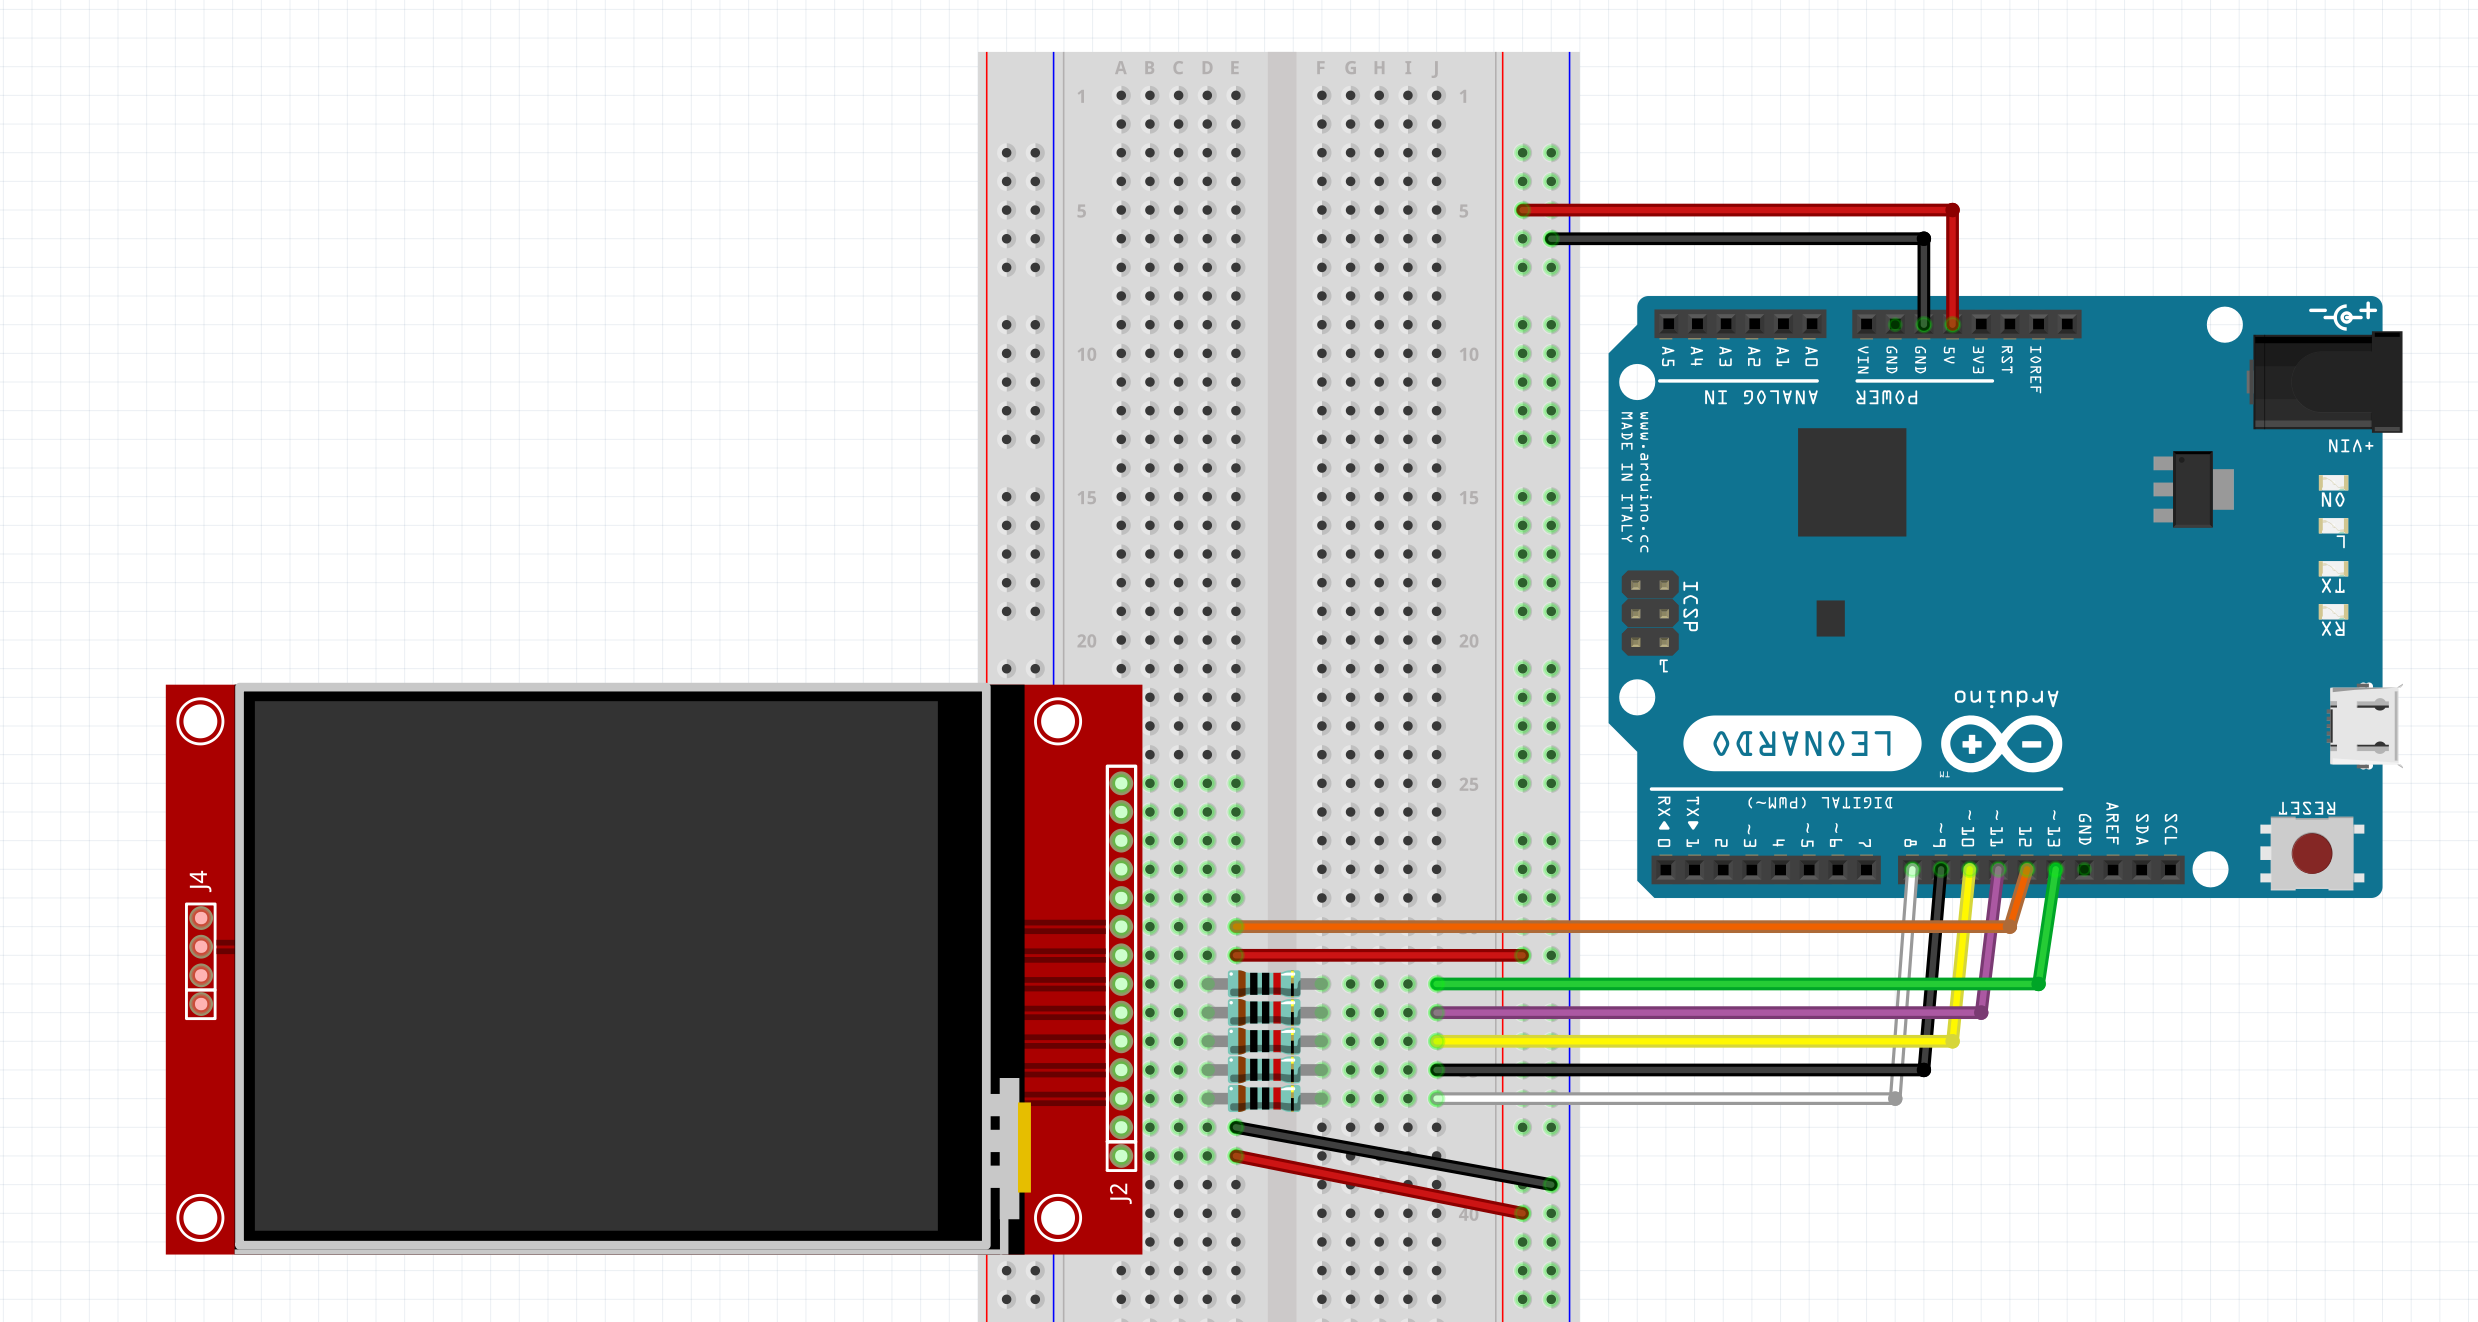 A B C D E F G H I J
1 1
5 5
10 10
15 15
20 20
25
40
J4
J2
A5 A4 A3 A2 A1 A0
VIN GND GND 5V 3V3 RST IOREF
ANALOG IN
POWER
www.arduino.cc
MADE IN ITALY
+VIN
ON
L
TX
RX
ICSP
1
Arduino
LEONARDO
TM
DIGITAL (PWM~)
RX 0 TX 1 2 ~3 4 ~5 ~6 7 8 ~9 ~10 ~11 12 ~13 GND AREF SDA SCL
RESET